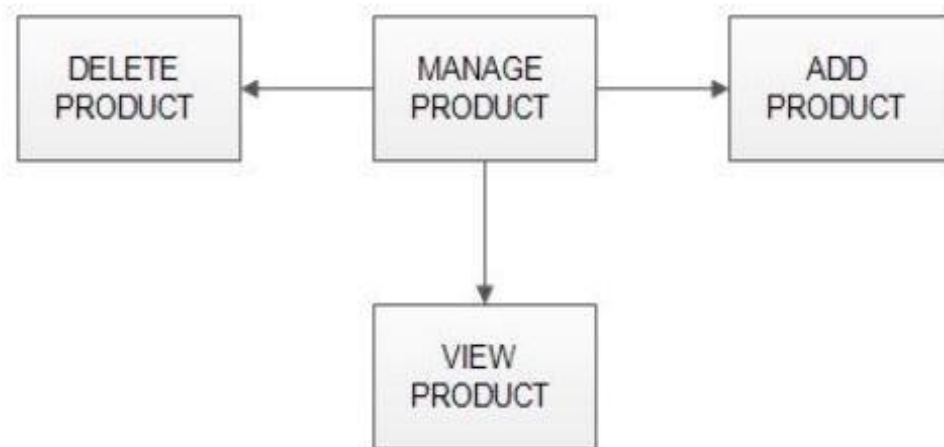 DELETE
PRODUCT
MANAGE
PRODUCT
ADD
PRODUCT
VIEW
PRODUCT